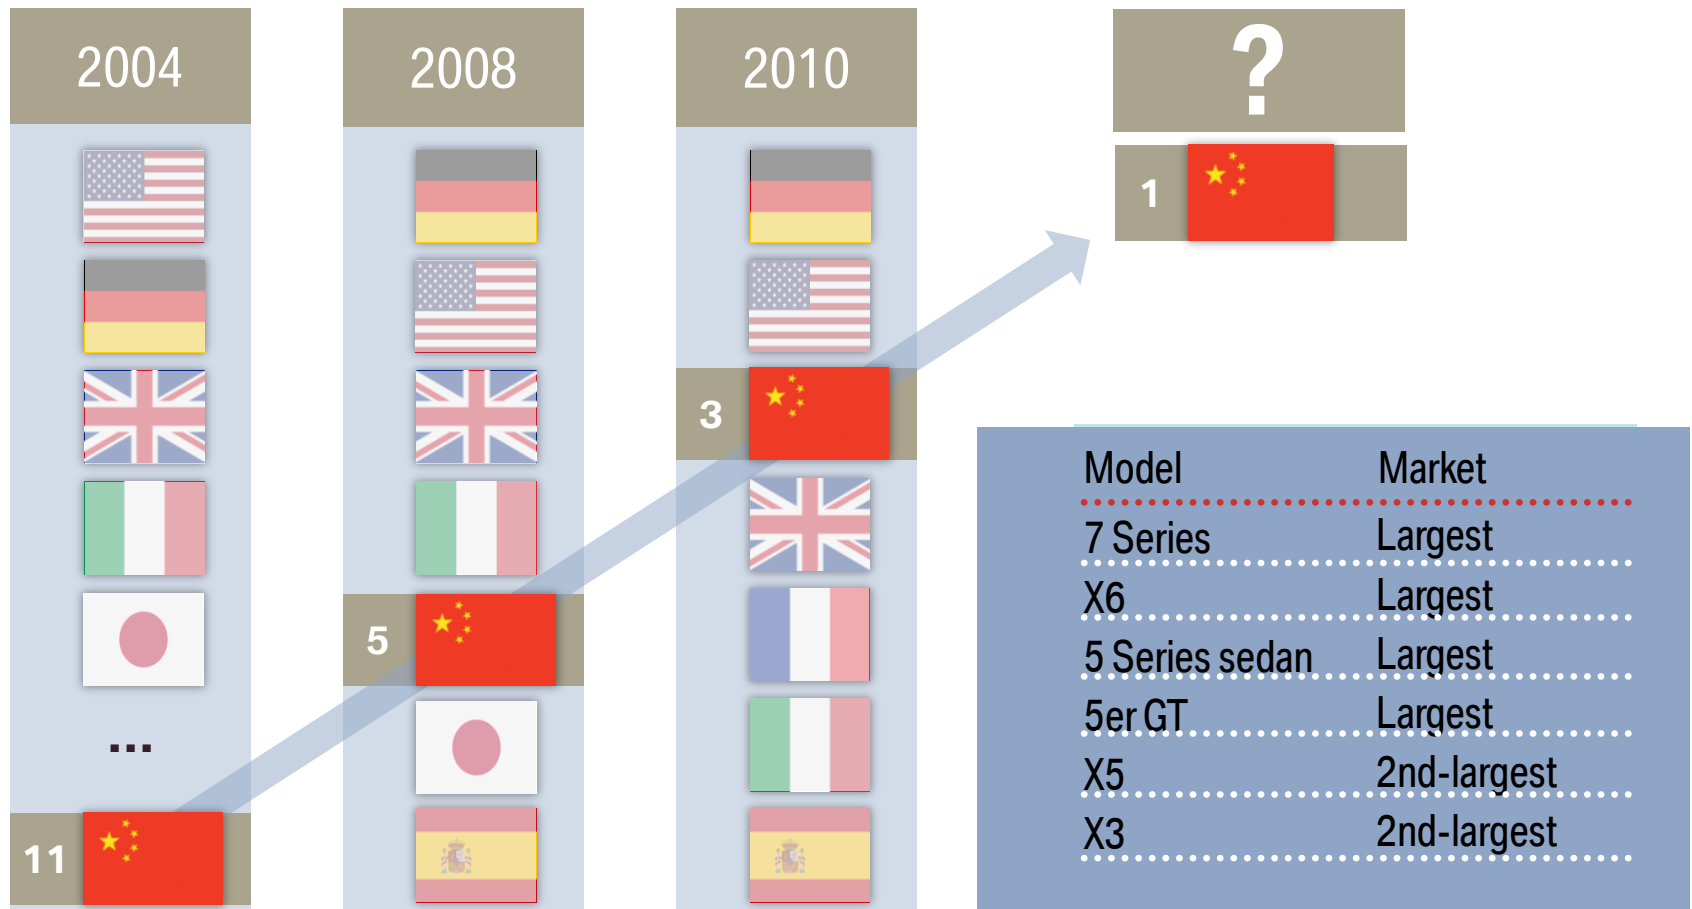 2004
2008
2010
?
1
3
5
...
11
Model Market
7 Series Largest
X6 Largest
5 Series sedan Largest
5er GT Largest
X5 2nd-largest
X3 2nd-largest